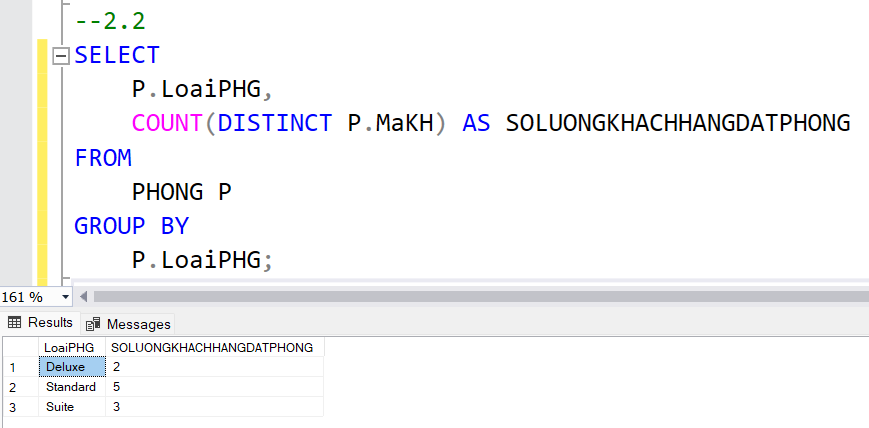 --2.2
SELECT
P.LoaiPHG,
COUNT(DISTINCT P.MaKH) AS SOLUONGKHACHHANGDATPHONG
FROM
PHONG P
GROUP BY
P.LoaiPHG;
161 %
Results Messages
LoaiPHG SOLUONGKHACHHANGDATPHONG
1 Deluxe 2
2 Standard 5
3 Suite 3